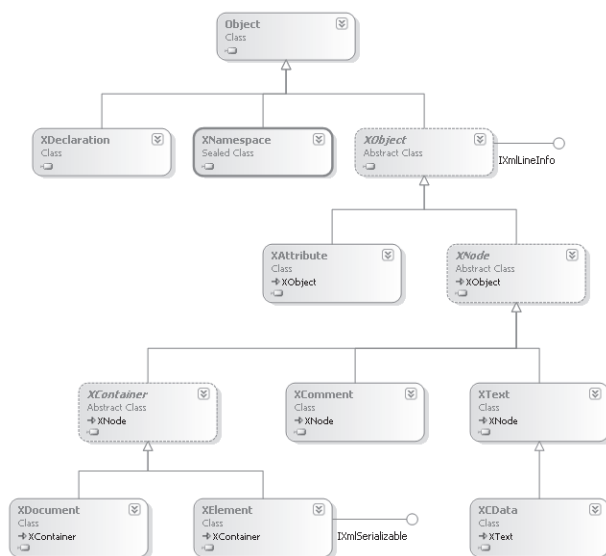 Object
Class
XDeclaration
Class
XNamespace
Sealed Class
XObject
Abstract Class
IXmlLineInfo
XAttribute
Class
XObject
XNode
Abstract Class
XObject
XContainer
Abstract Class
XNode
XComment
Class
XNode
XText
Class
XNode
XDocument
Class
XContainer
XElement
Class
XContainer
IXmlSerializable
XCData
Class
XText